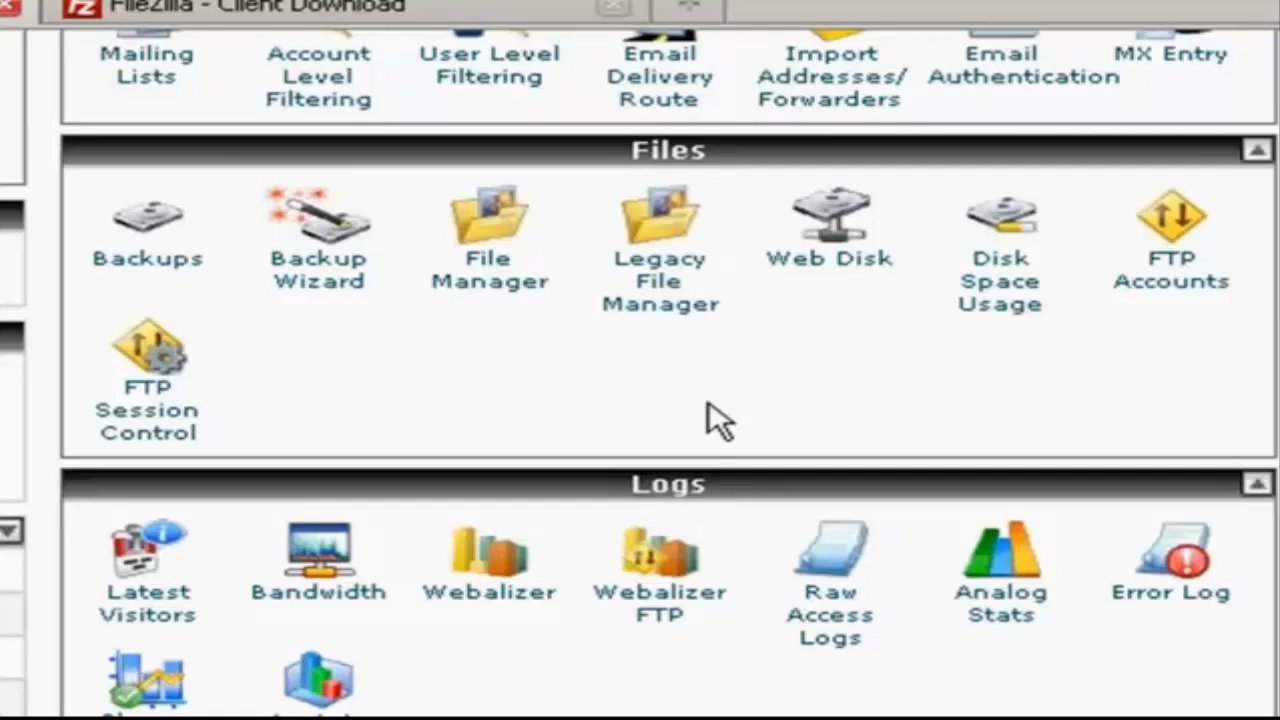 FileZilla - Client Download
Mailing Lists
Account Level Filtering
User Level Filtering
Email Delivery Route
Import Addresses/ Forwarders
Email Authentication
MX Entry
Files
Backups
Backup Wizard
File Manager
Legacy File Manager
Web Disk
Disk Space Usage
FTP Accounts
FTP Session Control
Logs
Latest Visitors
Bandwidth
Webalizer
Webalizer FTP
Raw Access Logs
Analog Stats
Error Log